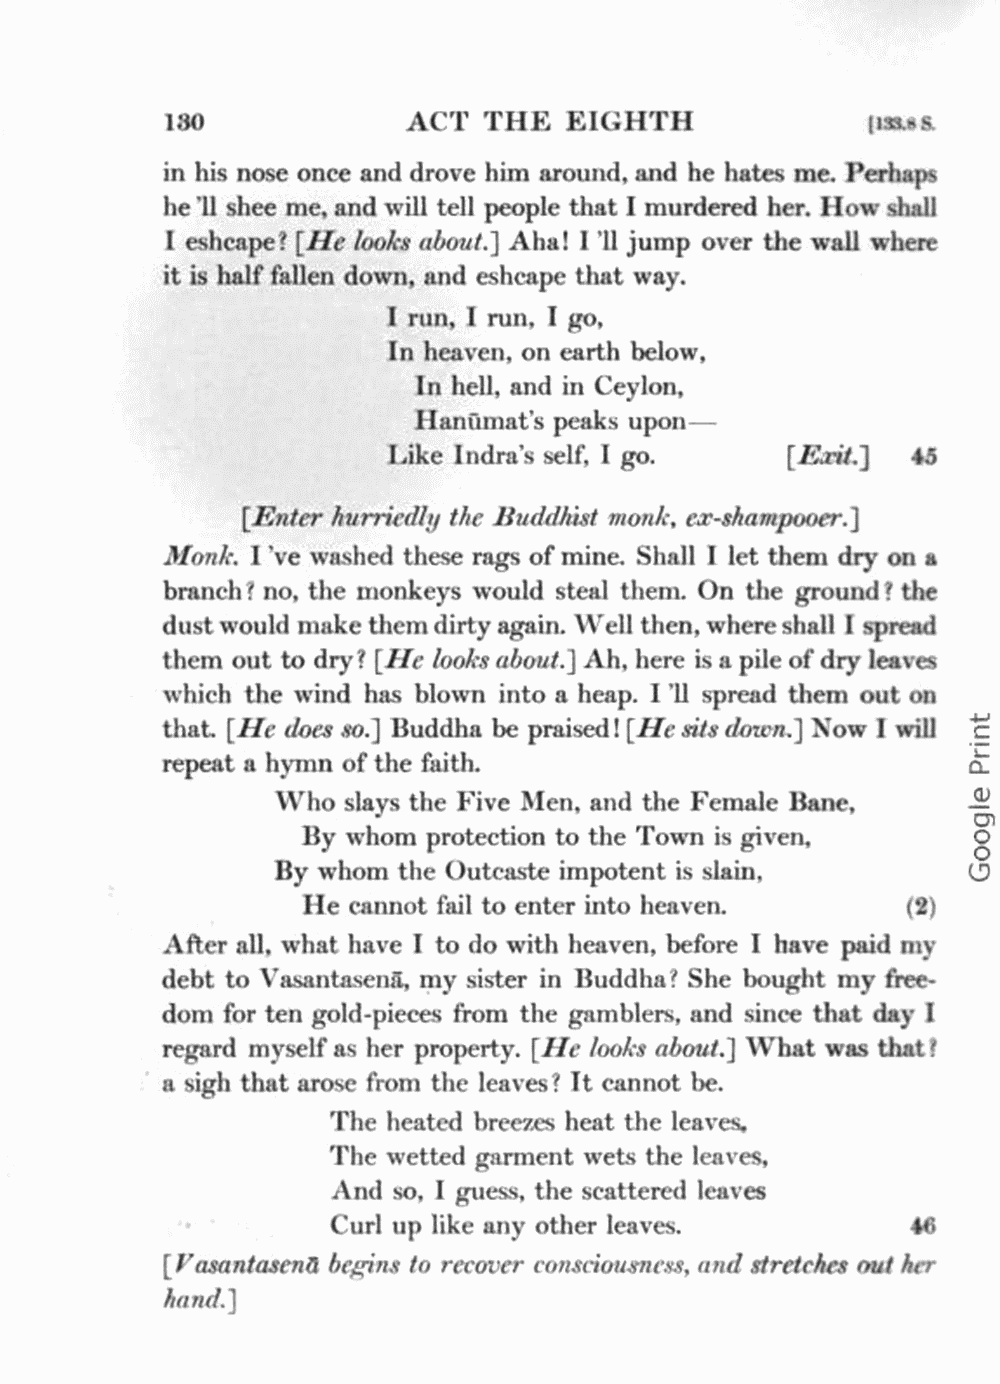 130 ACT THE EIGHTH [133.8 S.
in his nose once and drove him around, and he hates me. Perhaps
he 'll shee me, and will tell people that I murdered her. How shall
I eshcape? [He looks about.] Aha! I 'll jump over the wall where
it is half fallen down, and eshcape that way.
I run, I run, I go,
In heaven, on earth below,
In hell, and in Ceylon,
Hanūmat's peaks upon—
Like Indra's self, I go. [Exit.] 45
[Enter hurriedly the Buddhist monk, ex-shampooer.]
Monk. I 've washed these rags of mine. Shall I let them dry on a
branch? no, the monkeys would steal them. On the ground? the
dust would make them dirty again. Well then, where shall I spread
them out to dry? [He looks about.] Ah, here is a pile of dry leaves
which the wind has blown into a heap. I 'll spread them out on
that. [He does so.] Buddha be praised! [He sits down.] Now I will
repeat a hymn of the faith.
Who slays the Five Men, and the Female Bane,
By whom protection to the Town is given,
By whom the Outcaste impotent is slain,
He cannot fail to enter into heaven. (2)
After all, what have I to do with heaven, before I have paid my
debt to Vasantasenā, my sister in Buddha? She bought my free-
dom for ten gold-pieces from the gamblers, and since that day I
regard myself as her property. [He looks about.] What was that?
a sigh that arose from the leaves? It cannot be.
The heated breezes heat the leaves,
The wetted garment wets the leaves,
And so, I guess, the scattered leaves
Curl up like any other leaves. 46
[Vasantasenā begins to recover consciousness, and stretches out her
hand.]
Google Print